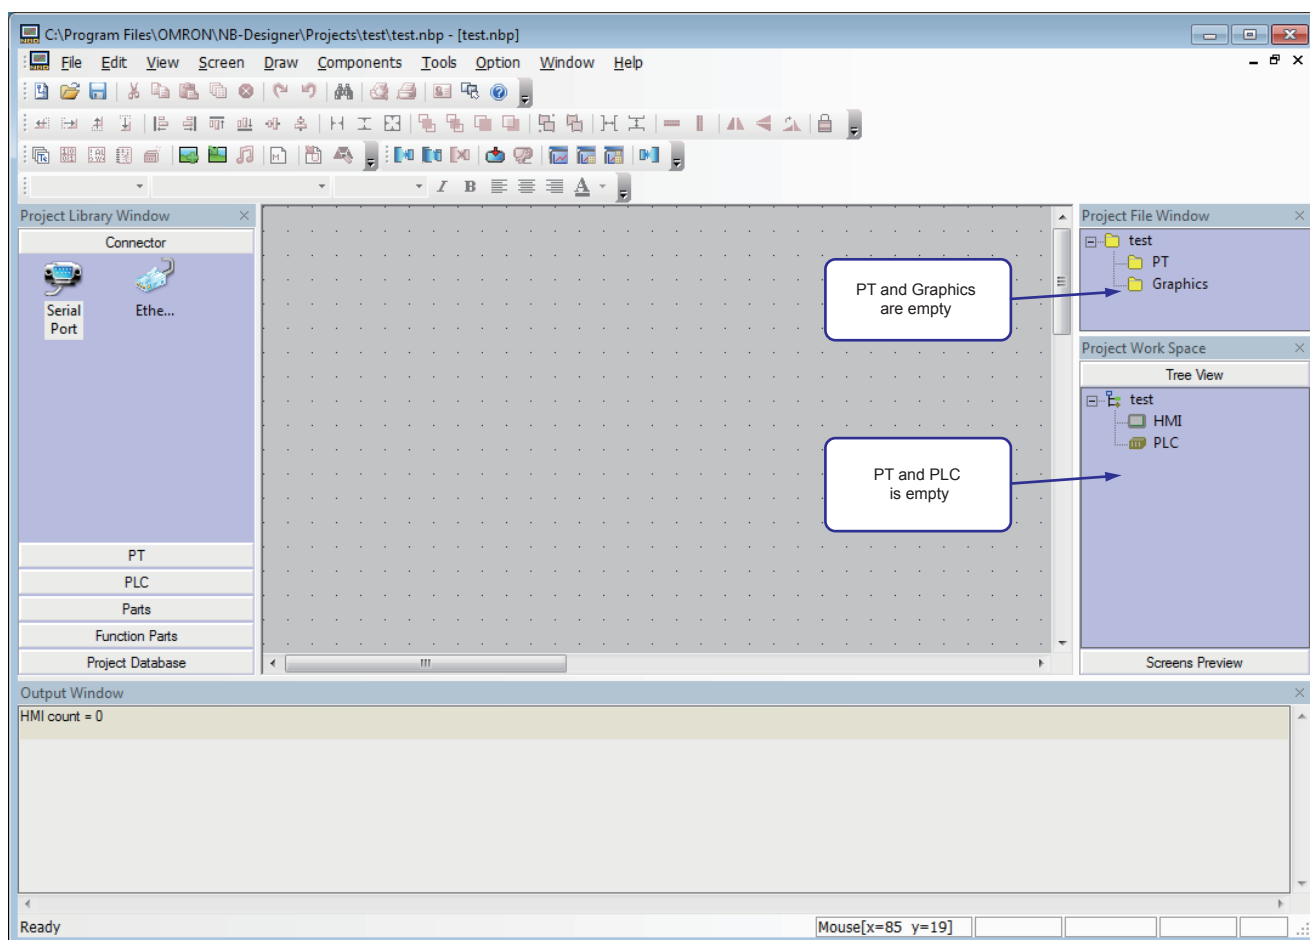 C:\Program Files\OMRON\NB-Designer\Projects\test\test.nbp - [test.nbp]
File Edit View Screen Draw Components Tools Option Window Help
I B A
Project Library Window
Connector
Serial Port
Ethe...
PT
PLC
Parts
Function Parts
Project Database
PT and Graphics
are empty
PT and PLC
is empty
Project File Window
test
PT
Graphics
Project Work Space
Tree View
test
HMI
PLC
Screens Preview
Output Window
HMI count = 0
Ready
Mouse[x=85 y=19]